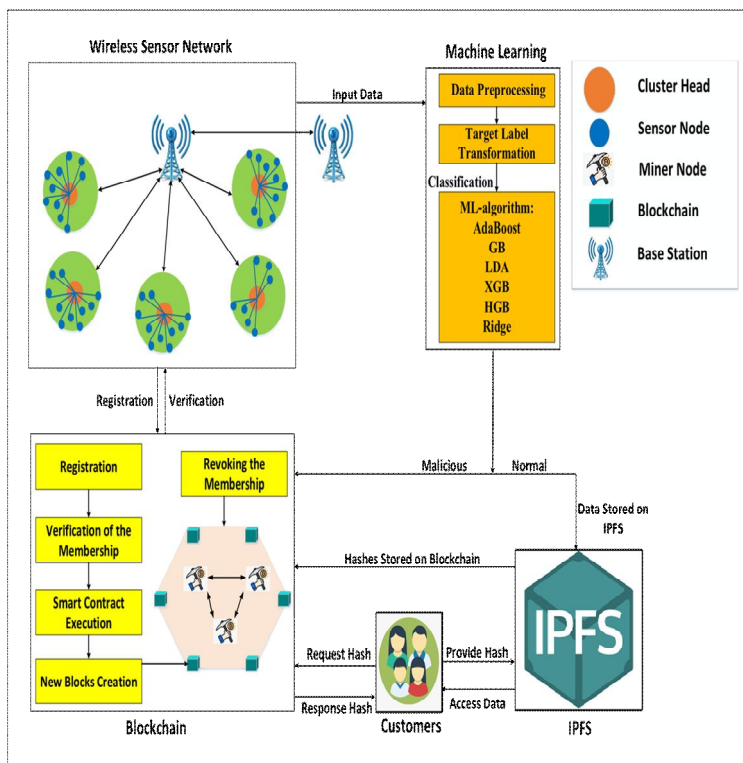 Wireless Sensor Network
Machine Learning
Input Data
Data Preprocessing
Target Label
Transformation
Classification
ML-algorithm:
AdaBoost
GB
LDA
XGB
HGB
Ridge
Cluster Head
Sensor Node
Miner Node
Blockchain
Base Station
Registration
Verification
Malicious
Normal
Registration
Verification of the
Membership
Smart Contract
Execution
New Blocks Creation
Revoking the
Membership
Data Stored on
IPFS
Hashes Stored on Blockchain
IPFS
Request Hash
Provide Hash
Response Hash
Access Data
Blockchain
Customers
IPFS